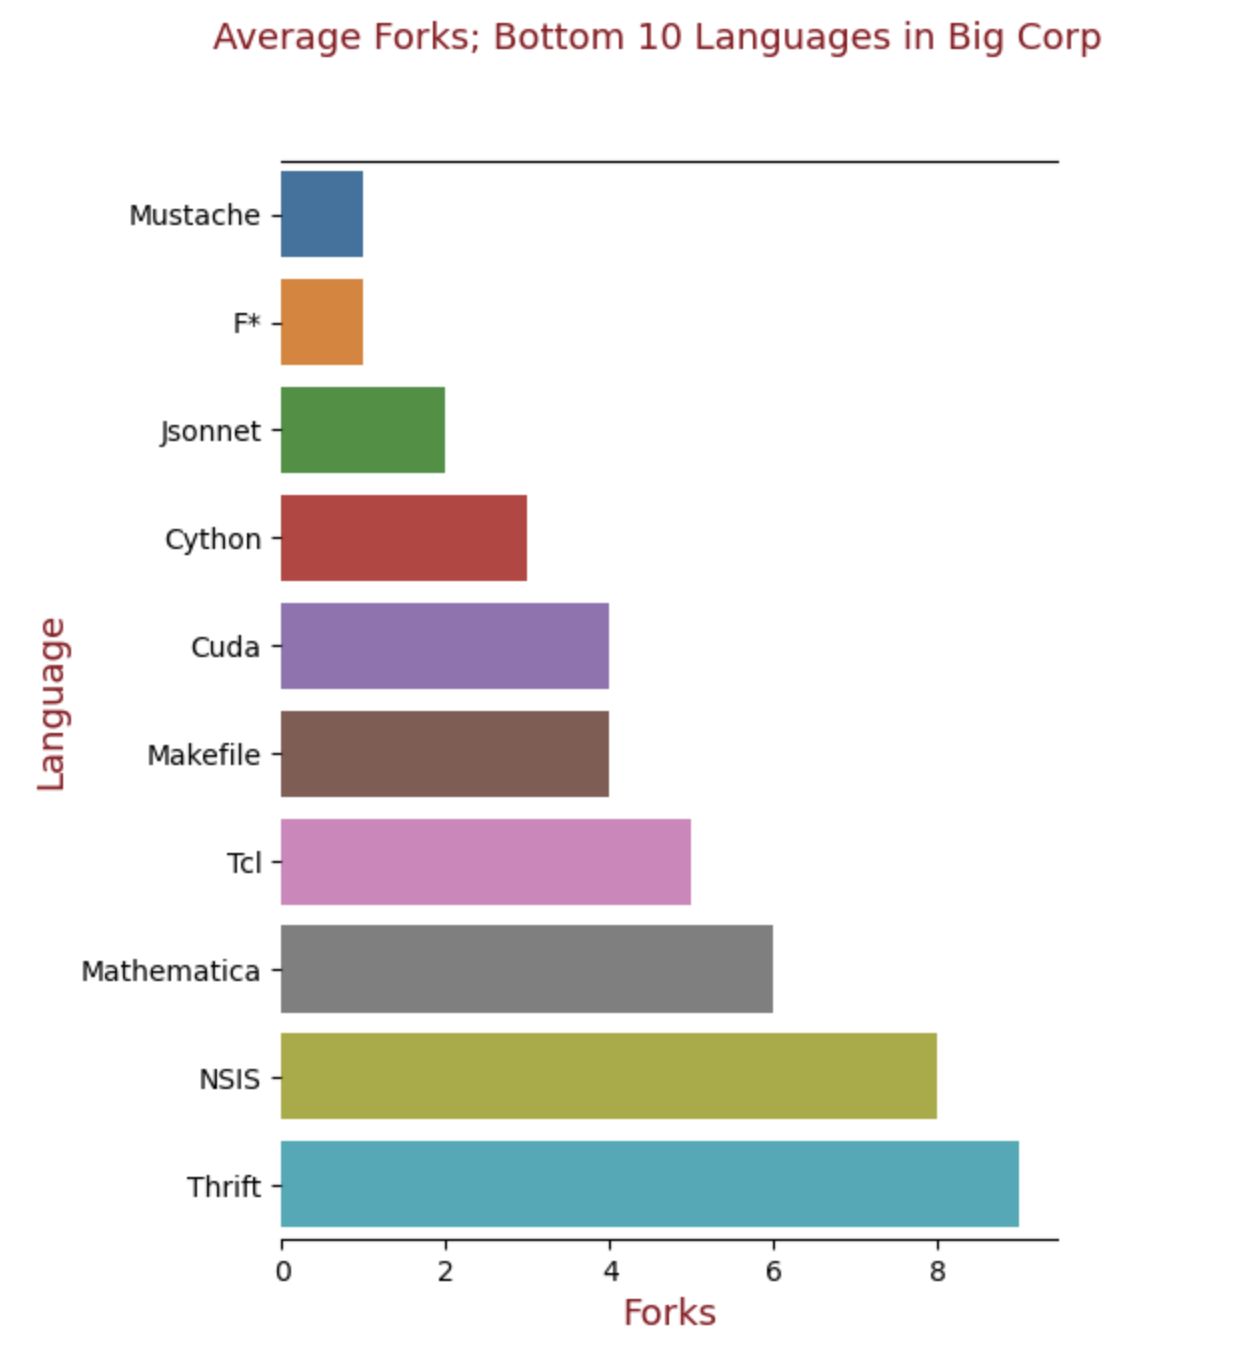 Average Forks; Bottom 10 Languages in Big Corp
Mustache
F*
Jsonnet
Cython
Cuda
Makefile
Tcl
Mathematica
NSIS
Thrift
Language
0 2 4 6 8
Forks